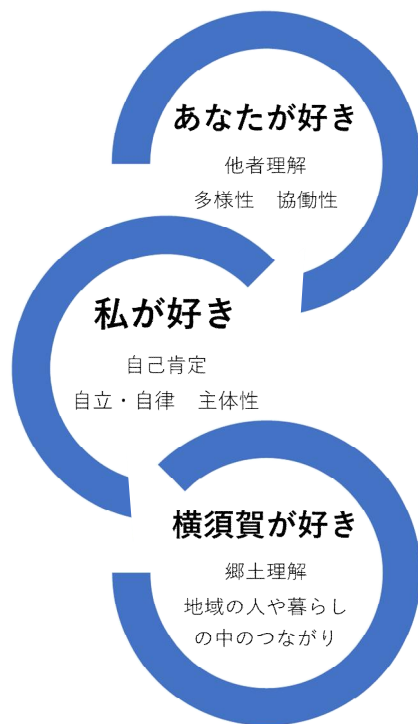 あなたが好き
他者理解
多様性　協働性
私が好き
自己肯定
自立・自律　主体性
横須賀が好き
郷土理解
地域の人や暮らし
の中のつながり